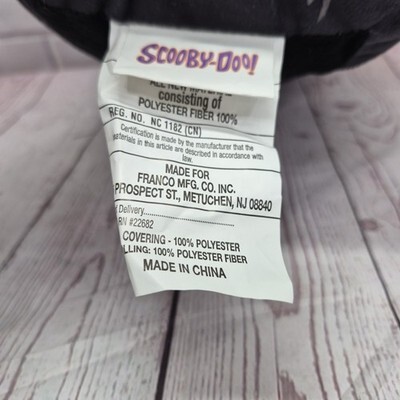 SCOOBY-DOO!
ALL NEW MATERIAL
consisting of
POLYESTER FIBER 100%
REG. NO. NC 1182 (CN)
Certification is made by the manufacturer that the
materials in this article are described in accordance with
law.
MADE FOR
FRANCO MFG. CO. INC.
PROSPECT ST., METUCHEN, NJ 08840
Delivery
RN #22682
COVERING - 100% POLYESTER
LLING: 100% POLYESTER FIBER
MADE IN CHINA